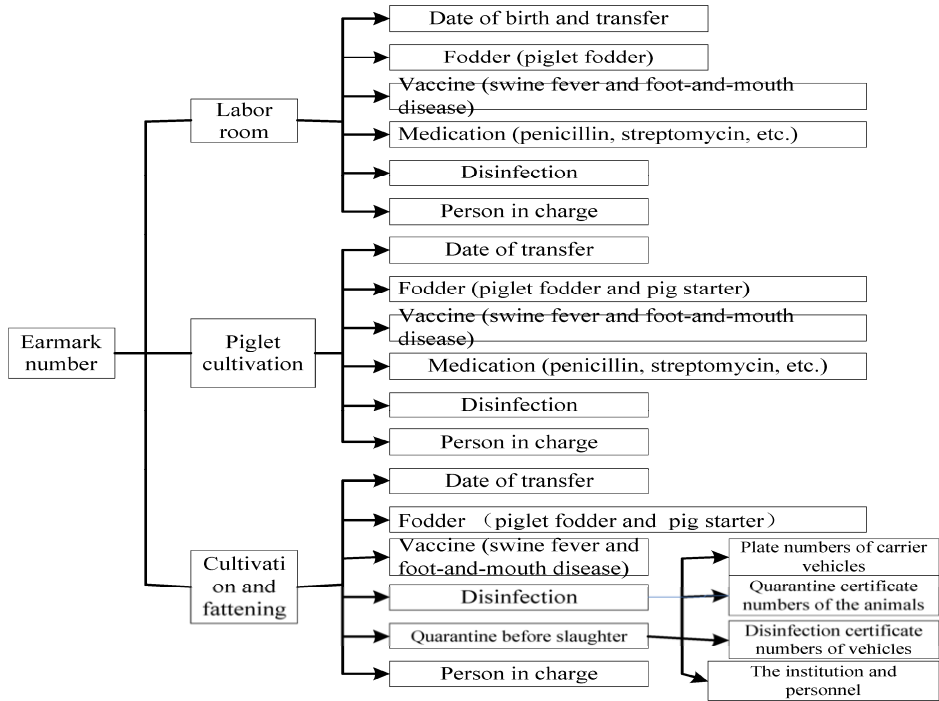 Earmark
number
Labor
room
Date of birth and transfer
Fodder (piglet fodder)
Vaccine (swine fever and foot-and-mouth
disease)
Medication (penicillin, streptomycin, etc.)
Disinfection
Person in charge
Piglet
cultivation
Date of transfer
Fodder (piglet fodder and pig starter)
Vaccine (swine fever and foot-and-mouth
disease)
Medication (penicillin, streptomycin, etc.)
Disinfection
Person in charge
Cultivati
on and
fattening
Date of transfer
Fodder （piglet fodder and pig starter）
Vaccine (swine fever and
foot-and-mouth disease)
Disinfection
Quarantine before slaughter
Person in charge
Plate numbers of carrier
vehicles
Quarantine certificate
numbers of the animals
Disinfection certificate
numbers of vehicles
The institution and
personnel